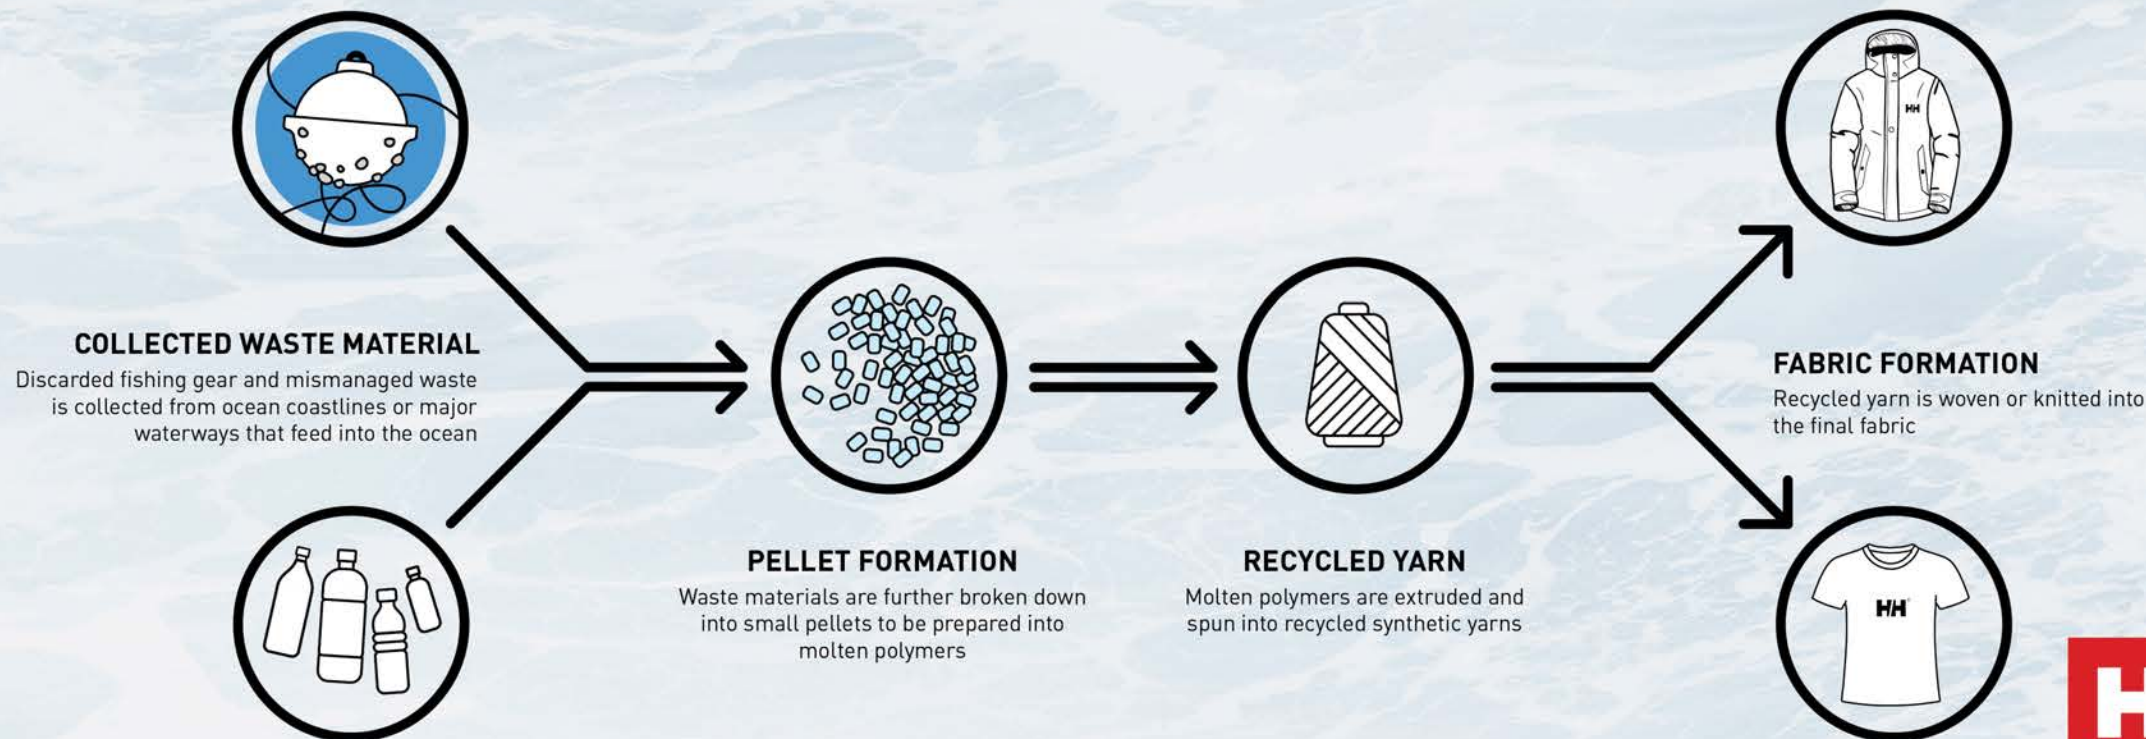 COLLECTED WASTE MATERIAL
Discarded fishing gear and mismanaged waste
is collected from ocean coastlines or major
waterways that feed into the ocean
PELLET FORMATION
Waste materials are further broken down
into small pellets to be prepared into
molten polymers
RECYCLED YARN
Molten polymers are extruded and
spun into recycled synthetic yarns
HH
FABRIC FORMATION
Recycled yarn is woven or knitted into
the final fabric
HH
H